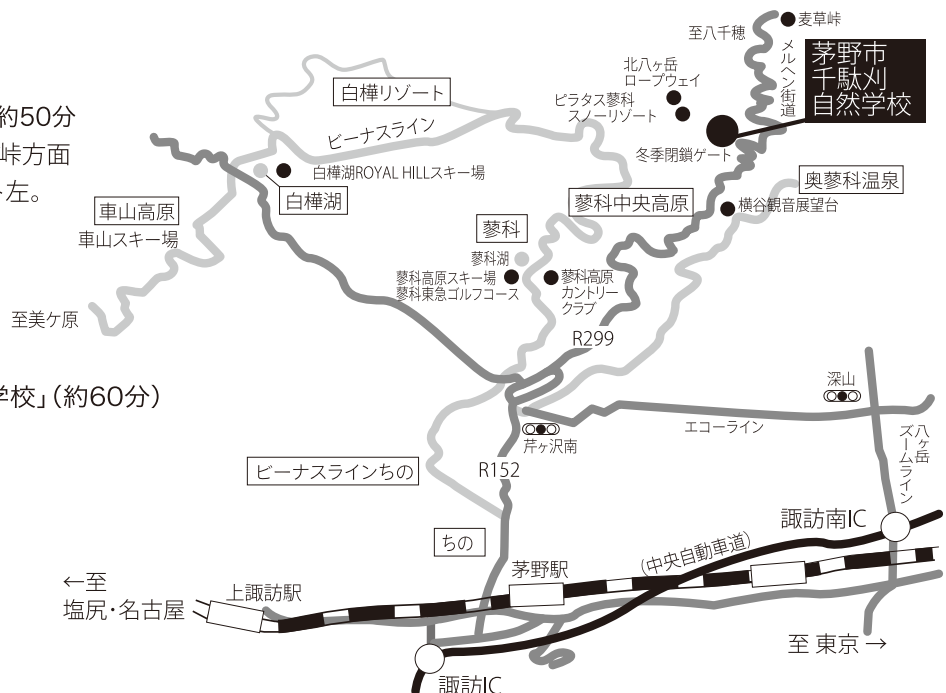 約50分
峠方面
左。
学校」（約60分）
麦草峠
至八千穂
メルヘン街道
茅野市
千駄刈
自然学校
北八ヶ岳
ロープウェイ
ピラタス蓼科
スノーリゾート
冬季閉鎖ゲート
白樺リゾート
ビーナスライン
白樺湖ROYAL HILLスキー場
白樺湖
車山高原
車山スキー場
至美ケ原
奥蓼科温泉
蓼科中央高原
横谷観音展望台
蓼科
蓼科湖
蓼科高原スキー場
蓼科東急ゴルフコース
蓼科高原
カントリー
クラブ
R299
深山
エコーライン
芹ヶ沢南
八ヶ岳
ズームライン
R152
ビーナスラインちの
ちの
諏訪南IC
(中央自動車道)
茅野駅
上諏訪駅
←至
塩尻・名古屋
至 東京 →
諏訪IC